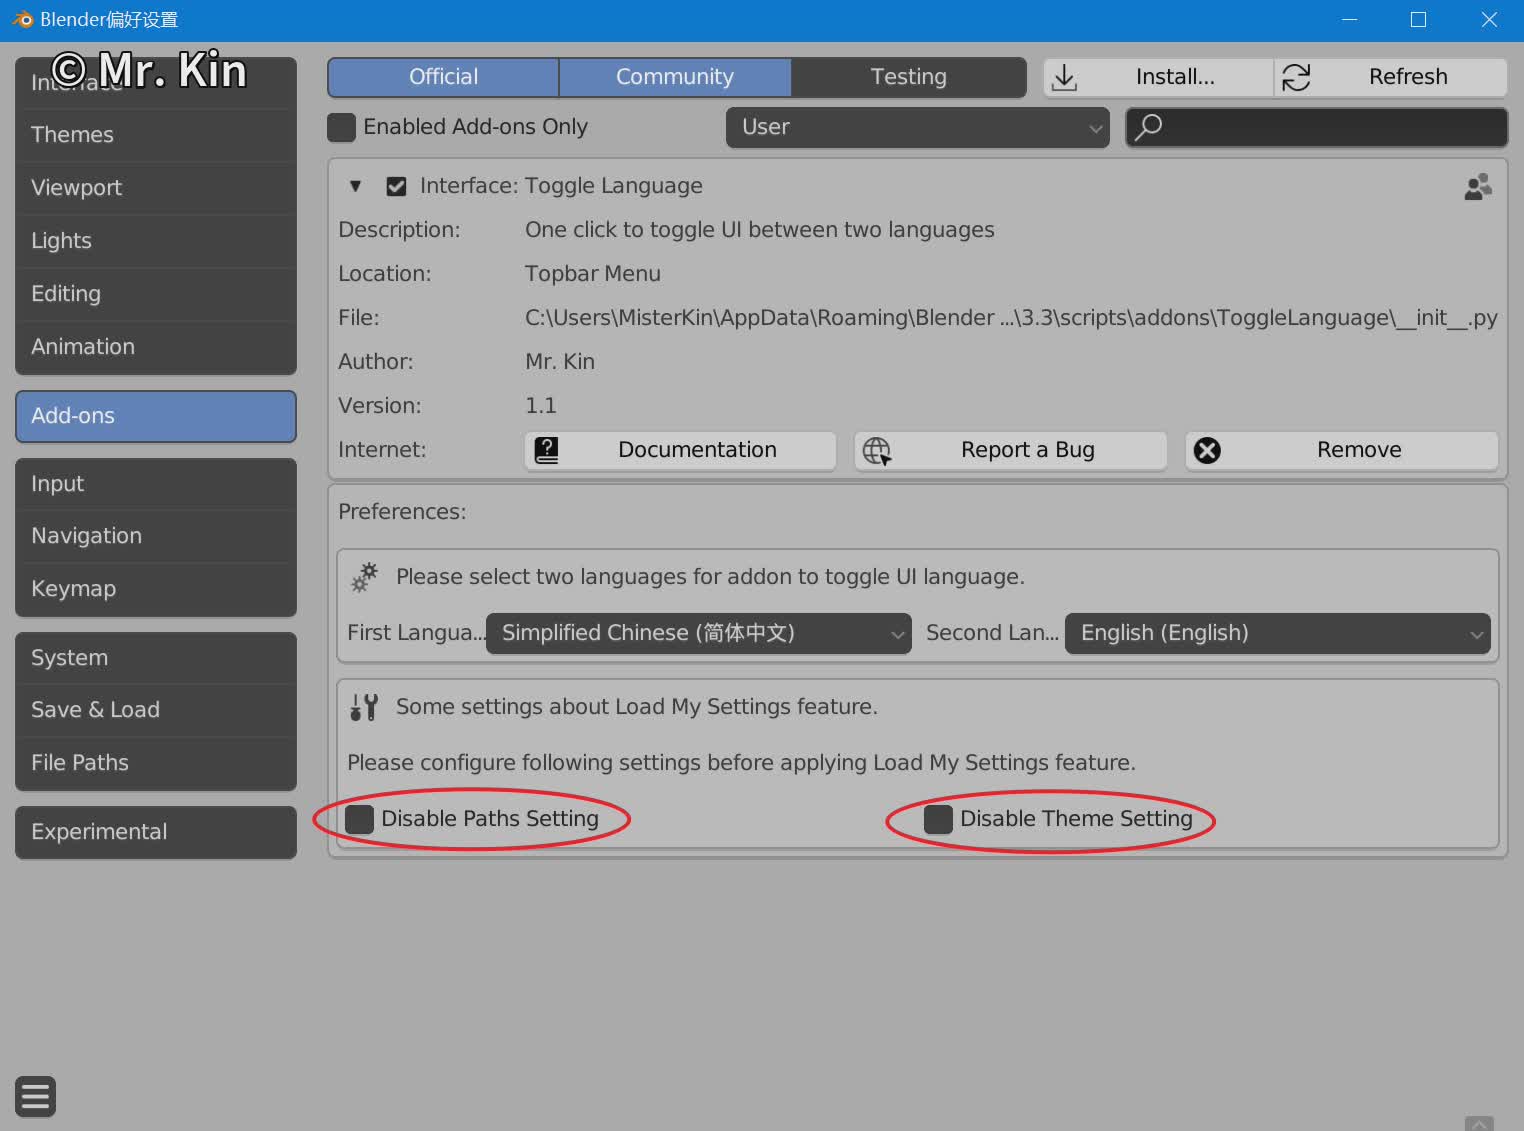 Blender偏好设置
© Mr. Kin
Interface
Themes
Viewport
Lights
Editing
Animation
Add-ons
Input
Navigation
Keymap
System
Save & Load
File Paths
Experimental
Official Community Testing Install... Refresh
Enabled Add-ons Only User
Interface: Toggle Language
Description: One click to toggle UI between two languages
Location: Topbar Menu
File: C:\Users\MisterKin\AppData\Roaming\Blender ...\3.3\scripts\addons\ToggleLanguage\__init__.py
Author: Mr. Kin
Version: 1.1
Internet: Documentation Report a Bug Remove
Preferences:
Please select two languages for addon to toggle UI language.
First Langua... Simplified Chinese (简体中文) Second Lan... English (English)
Some settings about Load My Settings feature.
Please configure following settings before applying Load My Settings feature.
Disable Paths Setting Disable Theme Setting